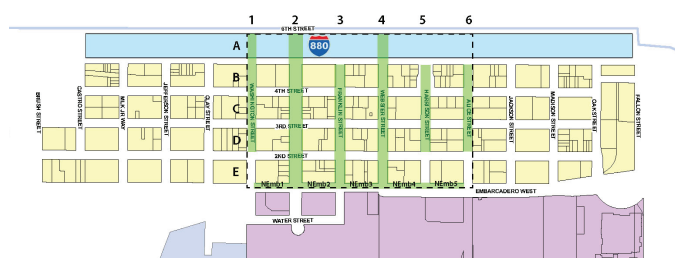 1 2 3 4 5 6
6TH STREET
A
880
B
4TH STREET
C
BRUSH STREET
CASTRO STREET
MLK JR WAY
JEFFERSON STREET
CLAY STREET
WASHINGTON STREET
FRANKLIN STREET
WEBSTER STREET
HARRISON STREET
ALICE STREET
JACKSON STREET
MADISON STREET
OAK STREET
FALLON STREET
3RD STREET
D
2ND STREET
E
NEmb1 NEmb2 NEmb3 NEmb4 NEmb5
EMBARCADERO WEST
WATER STREET